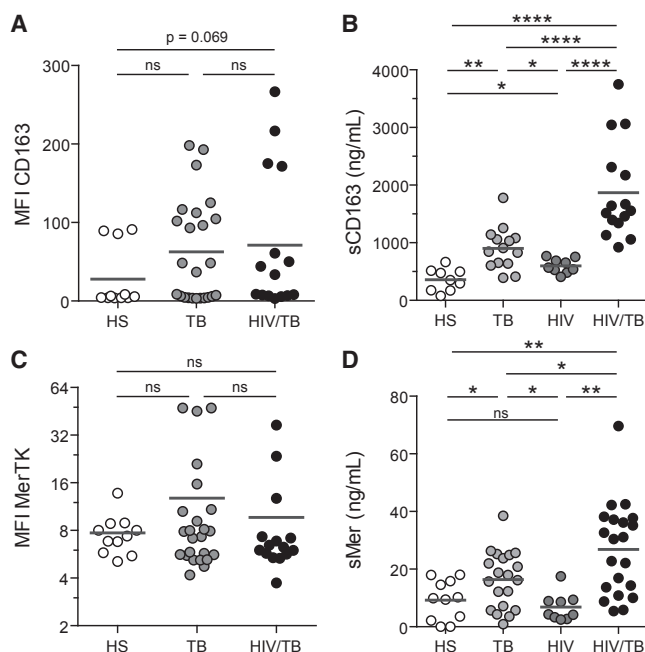 A
p = 0.069
ns ns
300
200
100
0
MFI CD163
HS TB HIV/TB
B
****
****
** * ****
*
4000
3000
2000
1000
500
0
sCD163 (ng/mL)
HS TB HIV HIV/TB
C
ns
ns ns
64
32
16
8
4
2
MFI MerTK
HS TB HIV/TB
D
**
*
* * **
ns
80
60
40
20
0
sMer (ng/mL)
HS TB HIV HIV/TB